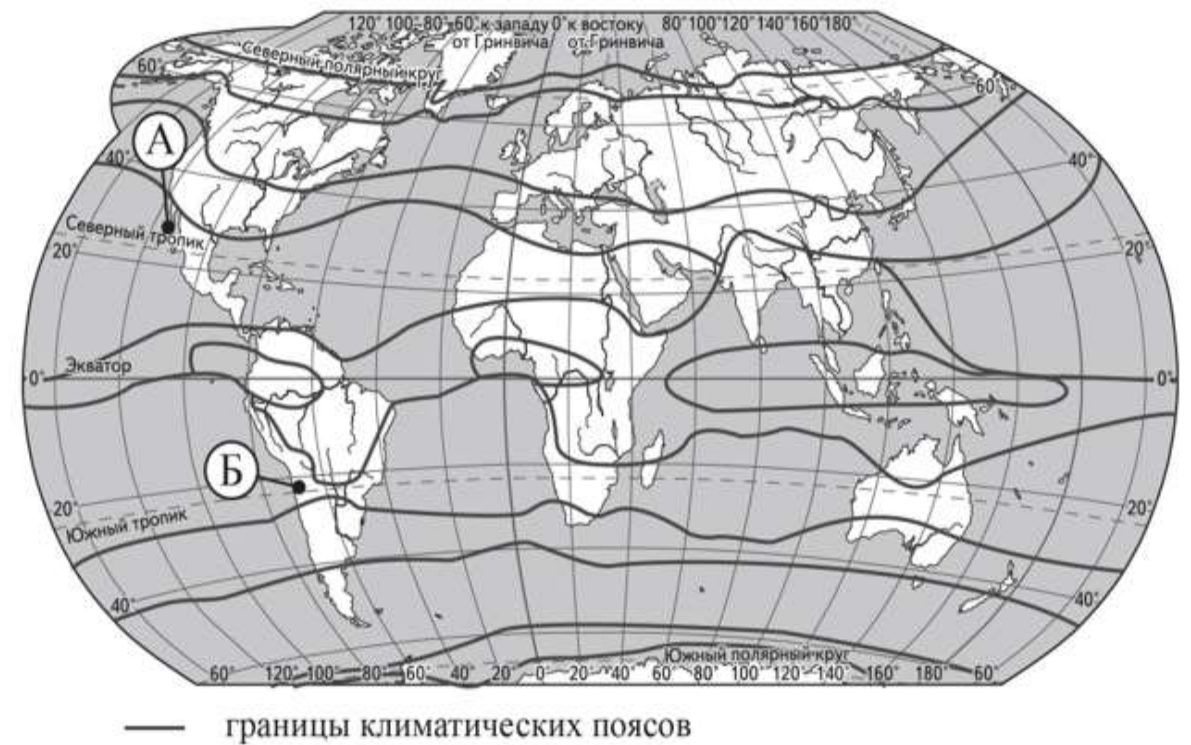 120° 100° 80° 60° к западу 0° к востоку 80° 100° 120° 140° 160° 180°
от Гринвича от Гринвича
Северный полярный круг
60° 60°
А
40° 40°
Северный тропик
20° 20°
Экватор
0° 0°
Б
20° 20°
Южный тропик
40° 40°
Южный полярный круг
60° 120° 100° 80° 60° 40° 20° 0° 20° 40° 60° 80° 100° 120° 140° 160° 180° 60°
границы климатических поясов